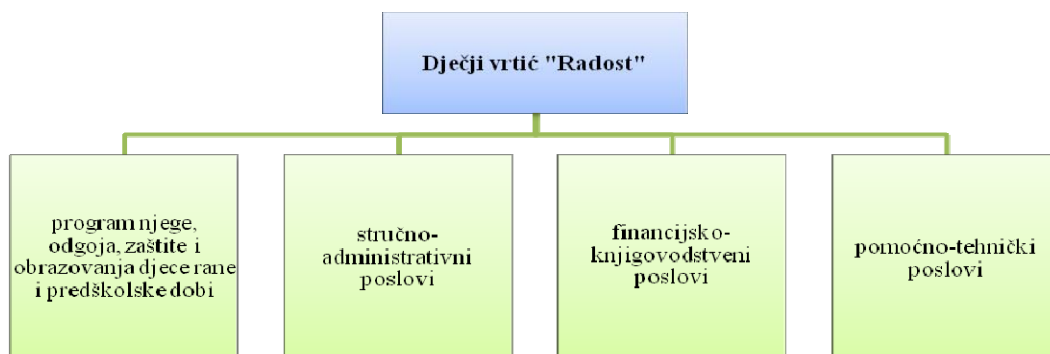 Dječji vrtić "Radost"
program njege,
odgoja, zaštite i
obrazovanja djece rane
i predškolske dobi
stručno-
administrativni
poslovi
financijsko-
knjigovodstveni
poslovi
pomoćno-tehnički
poslovi